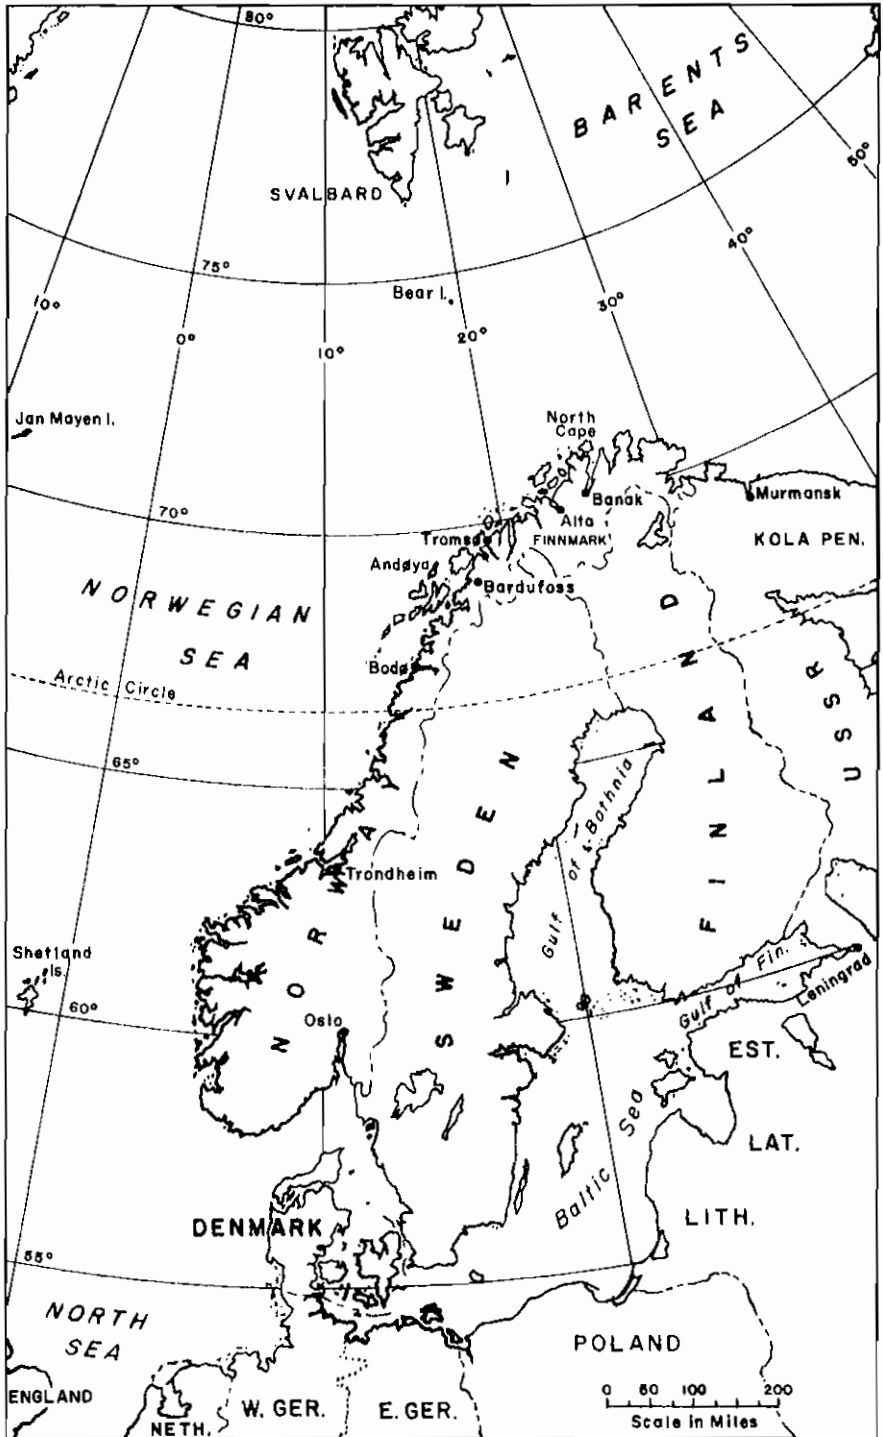 80°
BARENTS
SEA
50°
SVALBARD
40°
75°
Bear I.
30°
10°
0°
10°
20°
Jan Mayen I.
North
Cape
Banak
Murmansk
70°
Alta
Tromsø
FINNMARK
KOLA PEN.
Andøya
Bardufoss
NORWEGIAN
SEA
Bodø
Arctic Circle
65°
NORWAY
SWEDEN
FINLAND
USSR
Gulf of Bothnia
Trondheim
Shetland
Is.
60°
Oslo
Gulf of Fin.
Leningrad
EST.
Baltic Sea
LAT.
LITH.
DENMARK
55°
NORTH
SEA
POLAND
ENGLAND
NETH.
W. GER.
E. GER.
0 50 100 200
Scale in Miles